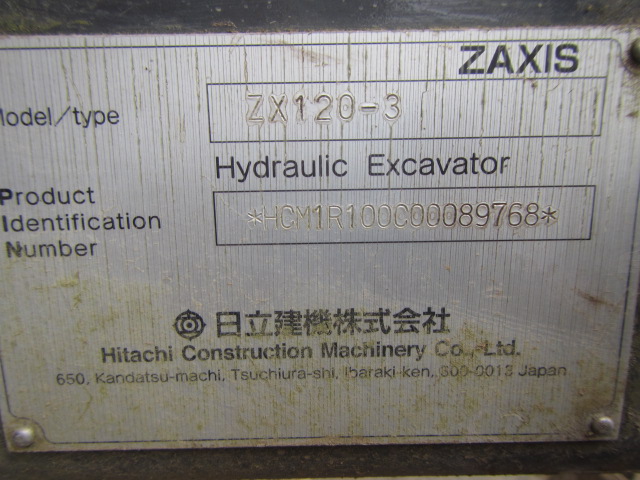 ZAXIS
Model/type
ZX120-3
Hydraulic Excavator
Product
Identification
Number
*HCM1R100C00089768*
日立建機株式会社
Hitachi Construction Machinery Co., Ltd.
650, Kandatsu-machi, Tsuchiura-shi, Ibaraki-ken, 300-0013 Japan